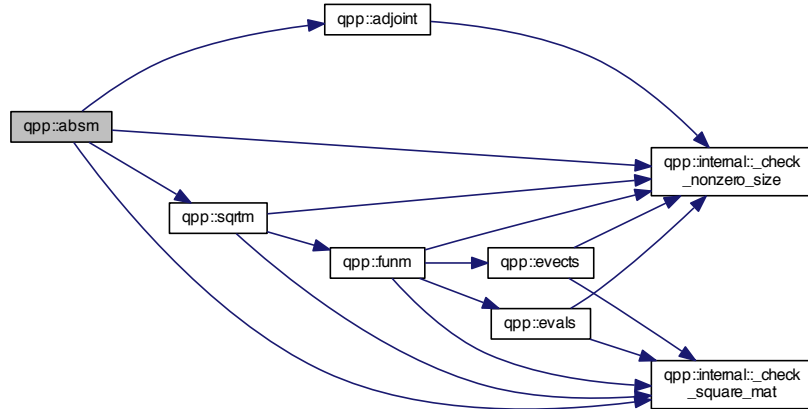 qpp::adjoint
qpp::absm
qpp::internal::_check
_nonzero_size
qpp::sqrtm
qpp::funm
qpp::evects
qpp::evals
qpp::internal::_check
_square_mat